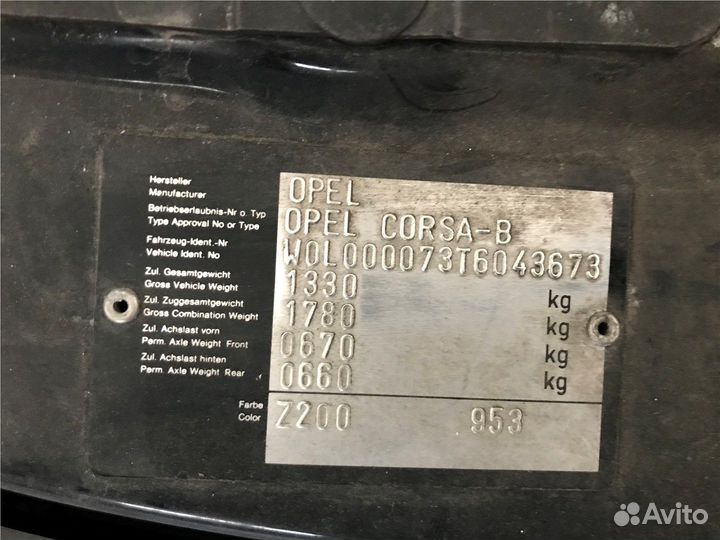 Hersteller
Manufacturer OPEL
Betriebserlaubnis-Nr o. Typ
Type Approval No or Type OPEL CORSA-B
Fahrzeug-Ident.-Nr
Vehicle Ident. No W0L000073T6043673
Zul. Gesamtgewicht
Gross Vehicle Weight 1330 kg
Zul. Zuggesamtgewicht
Gross Combination Weight 1780 kg
Zul. Achslast vorn
Perm. Axle Weight Front 0670 kg
Zul. Achslast hinten
Perm. Axle Weight Rear 0660 kg
Farbe
Color Z200 953
Avito